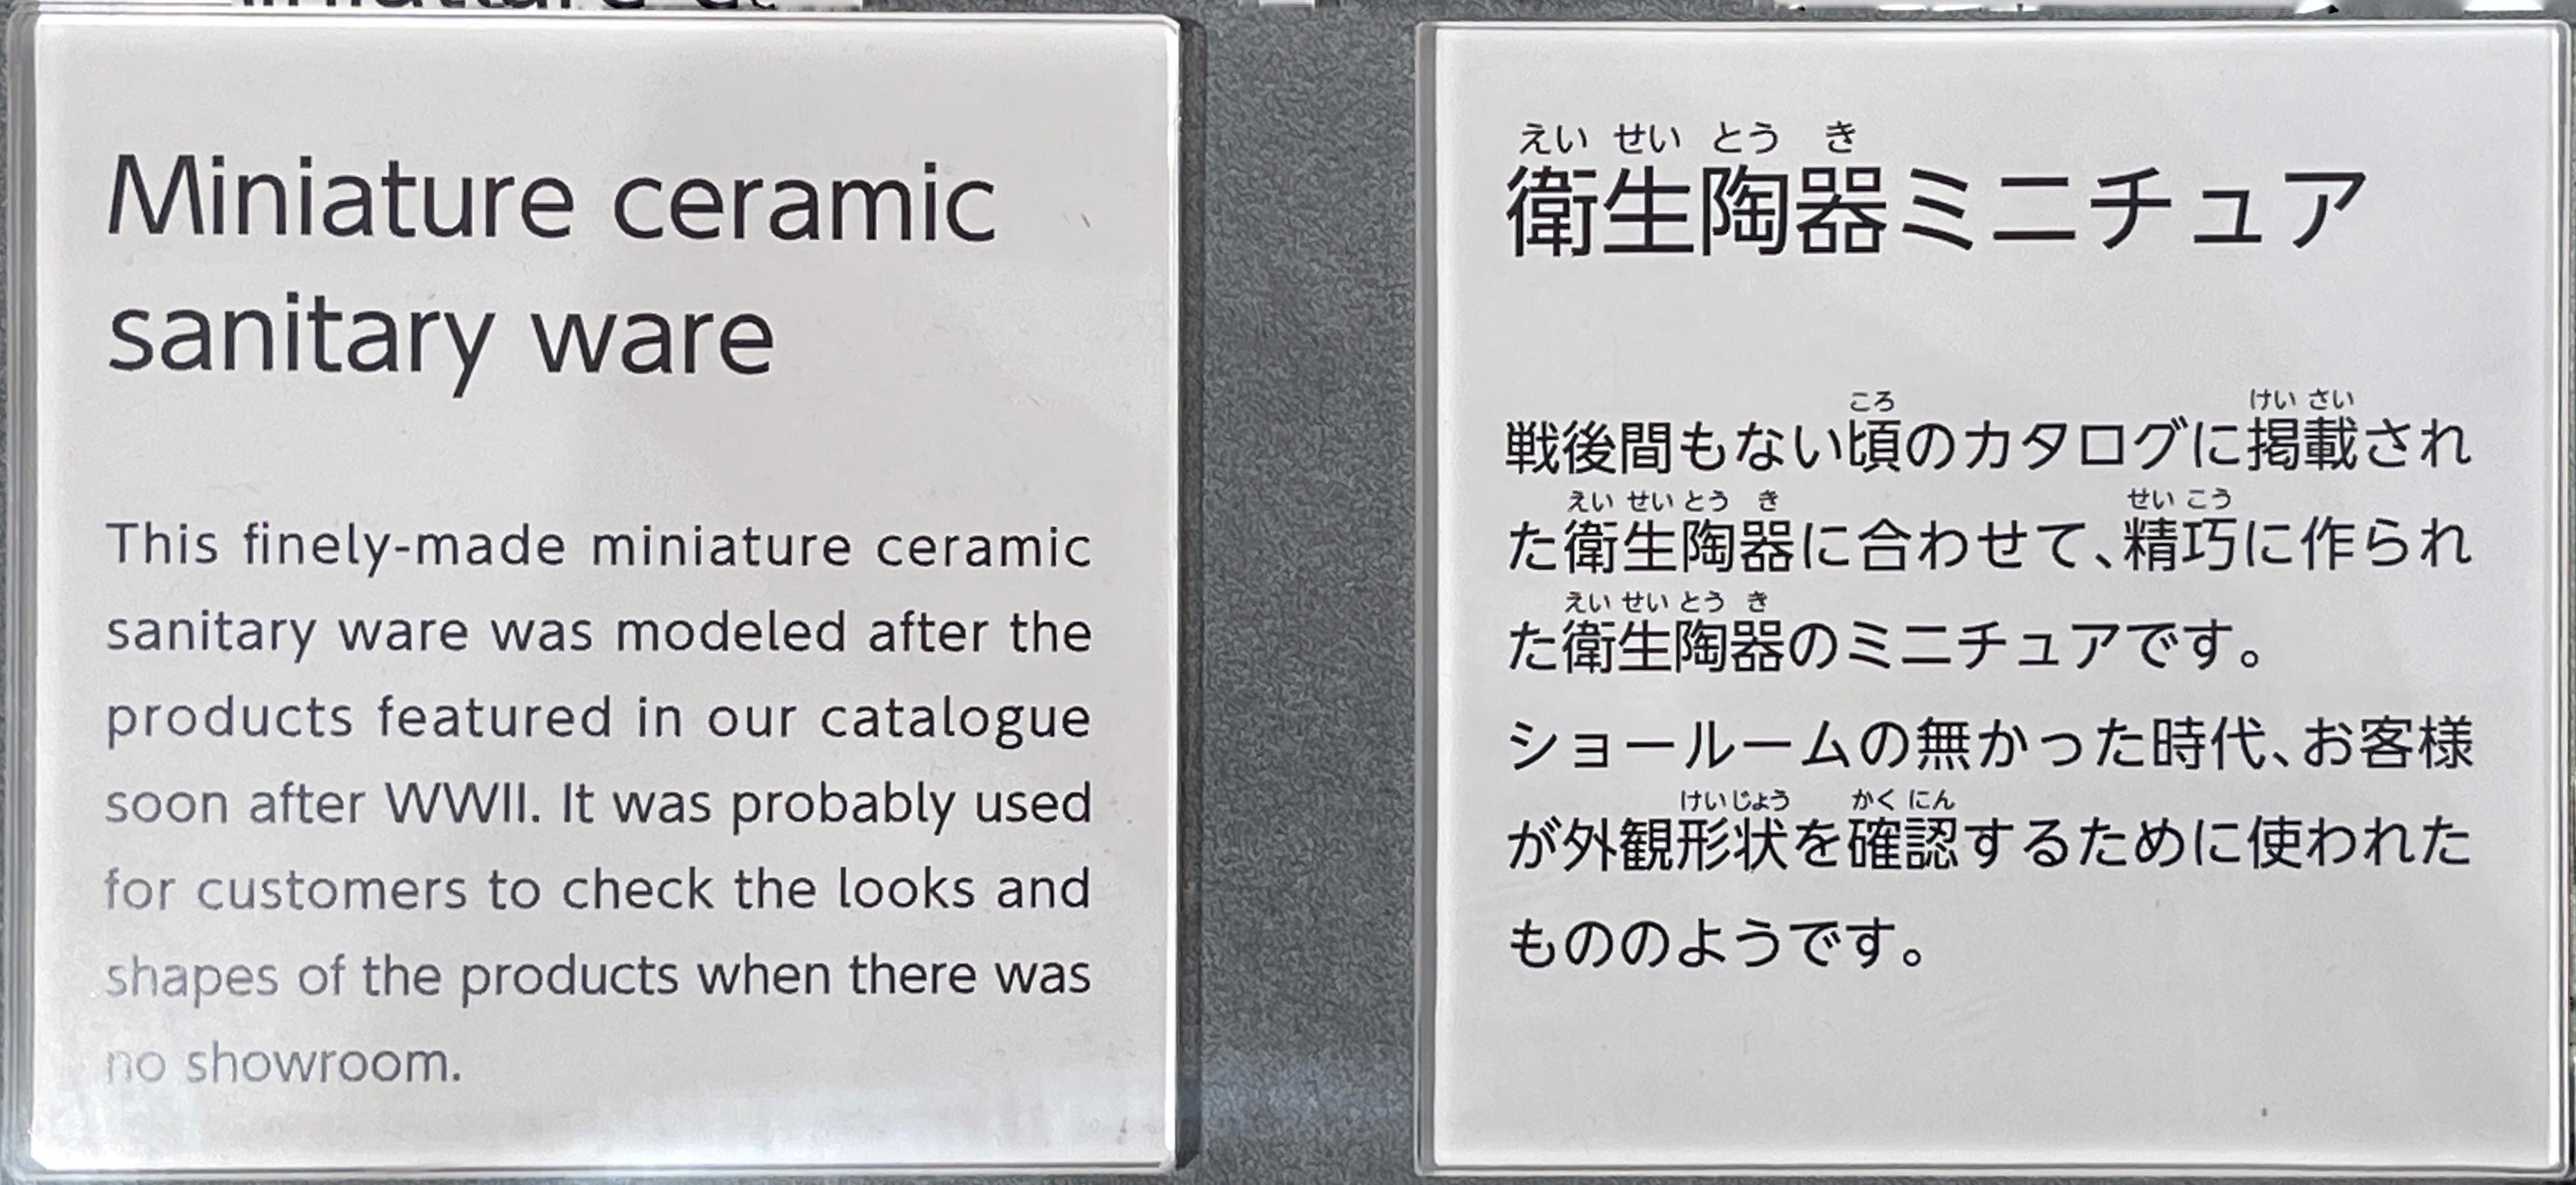 Miniature ceramic
sanitary ware
This finely-made miniature ceramic
sanitary ware was modeled after the
products featured in our catalogue
soon after WWII. It was probably used
for customers to check the looks and
shapes of the products when there was
no showroom.
えい せい とう き
衛生陶器ミニチュア
ころ けい さい
戦後間もない頃のカタログに掲載され
えい せい とう き せい こう
た衛生陶器に合わせて、精巧に作られ
えい せい とう き
た衛生陶器のミニチュアです。
ショールームの無かった時代、お客様
けいじょう かく にん
が外観形状を確認するために使われた
もののようです。